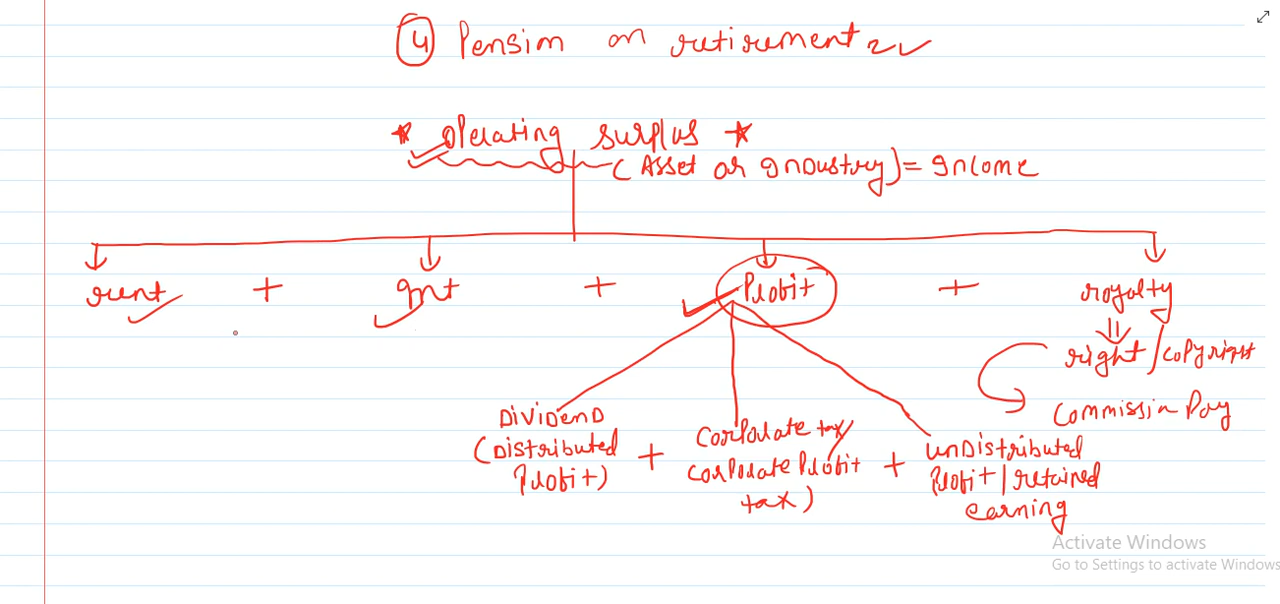 ④ Pension on retirement
* operating surplus *
(Asset or Industry) = Income
rent + Int + Profit + royalty
right / copyright
commission Pay
Dividend (Distributed Profit) + corporate tax / corporate Profit tax) + unDistributed Profit / retained earning
Activate Windows
Go to Settings to activate Windows